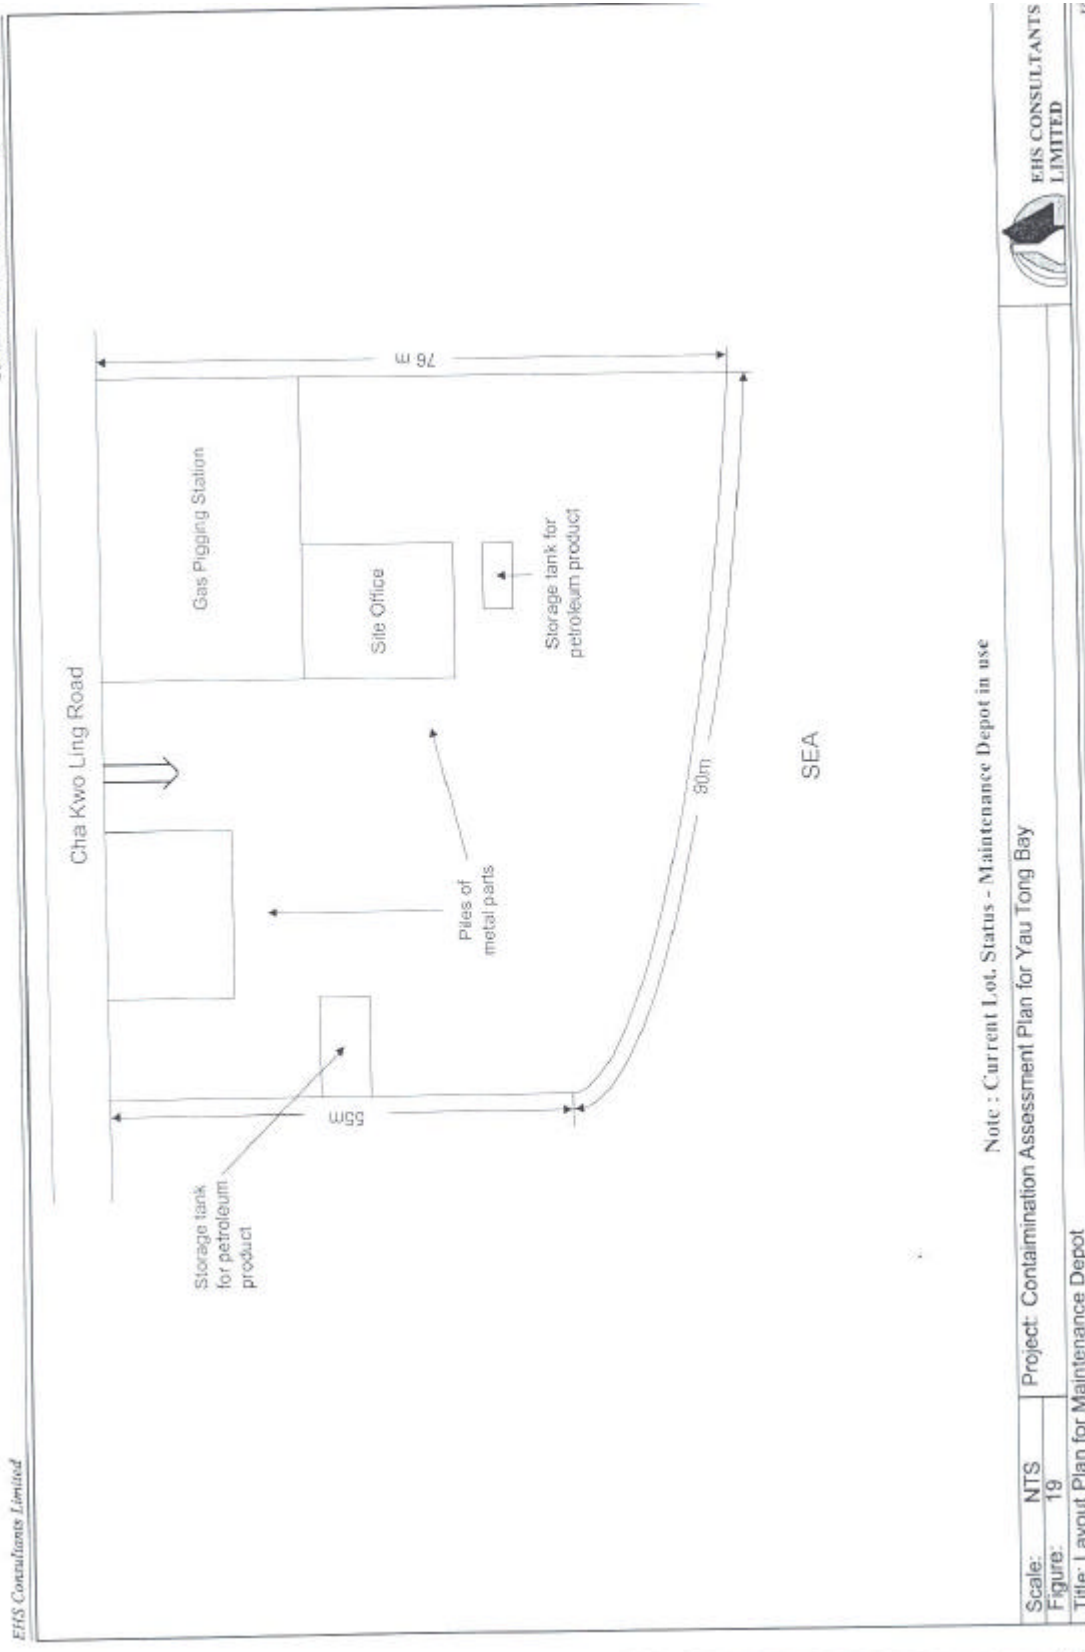 EHS Consultants Limited
Cha Kwo Ling Road
Gas Pigging Station
Site Office
Storage tank
for petroleum
product
Piles of
metal parts
Storage tank for
petroleum product
55m
76 m
90m
SEA
Note : Current Lot. Status - Maintenance Depot in use
Scale: NTS
Project: Contaimination Assessment Plan for Yau Tong Bay
Figure: 19
EHS CONSULTANTS
LIMITED
Title: Layout Plan for Maintenance Depot